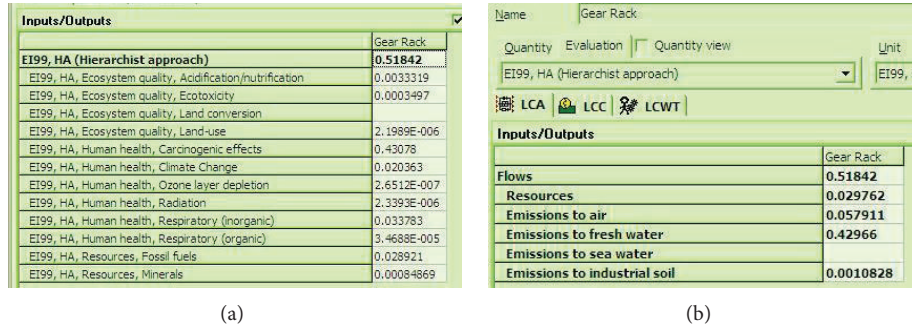 Inputs/Outputs
Gear Rack
EI99, HA (Hierarchist approach) 0.51842
EI99, HA, Ecosystem quality, Acidification/nutrification 0.0033319
EI99, HA, Ecosystem quality, Ecotoxicity 0.0003497
EI99, HA, Ecosystem quality, Land conversion
EI99, HA, Ecosystem quality, Land-use 2.1989E-006
EI99, HA, Human health, Carcinogenic effects 0.43078
EI99, HA, Human health, Climate Change 0.020363
EI99, HA, Human health, Ozone layer depletion 2.6512E-007
EI99, HA, Human health, Radiation 2.3393E-006
EI99, HA, Human health, Respiratory (inorganic) 0.033783
EI99, HA, Human health, Respiratory (organic) 3.4688E-005
EI99, HA, Resources, Fossil fuels 0.028921
EI99, HA, Resources, Minerals 0.00084869
(a)
Name Gear Rack
Quantity Evaluation Quantity view Unit
EI99, HA (Hierarchist approach) EI99,
LCA LCC LCWT
Inputs/Outputs
Gear Rack
Flows 0.51842
Resources 0.029762
Emissions to air 0.057911
Emissions to fresh water 0.42966
Emissions to sea water
Emissions to industrial soil 0.0010828
(b)